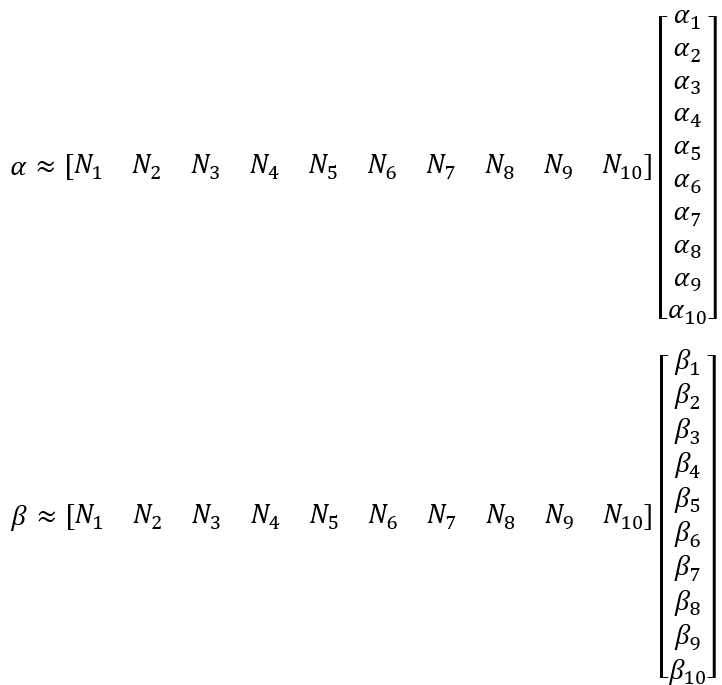 α ≈ [N₁ N₂ N₃ N₄ N₅ N₆ N₇ N₈ N₉ N₁₀] [α₁
α₂
α₃
α₄
α₅
α₆
α₇
α₈
α₉
α₁₀]
β ≈ [N₁ N₂ N₃ N₄ N₅ N₆ N₇ N₈ N₉ N₁₀] [β₁
β₂
β₃
β₄
β₅
β₆
β₇
β₈
β₉
β₁₀]